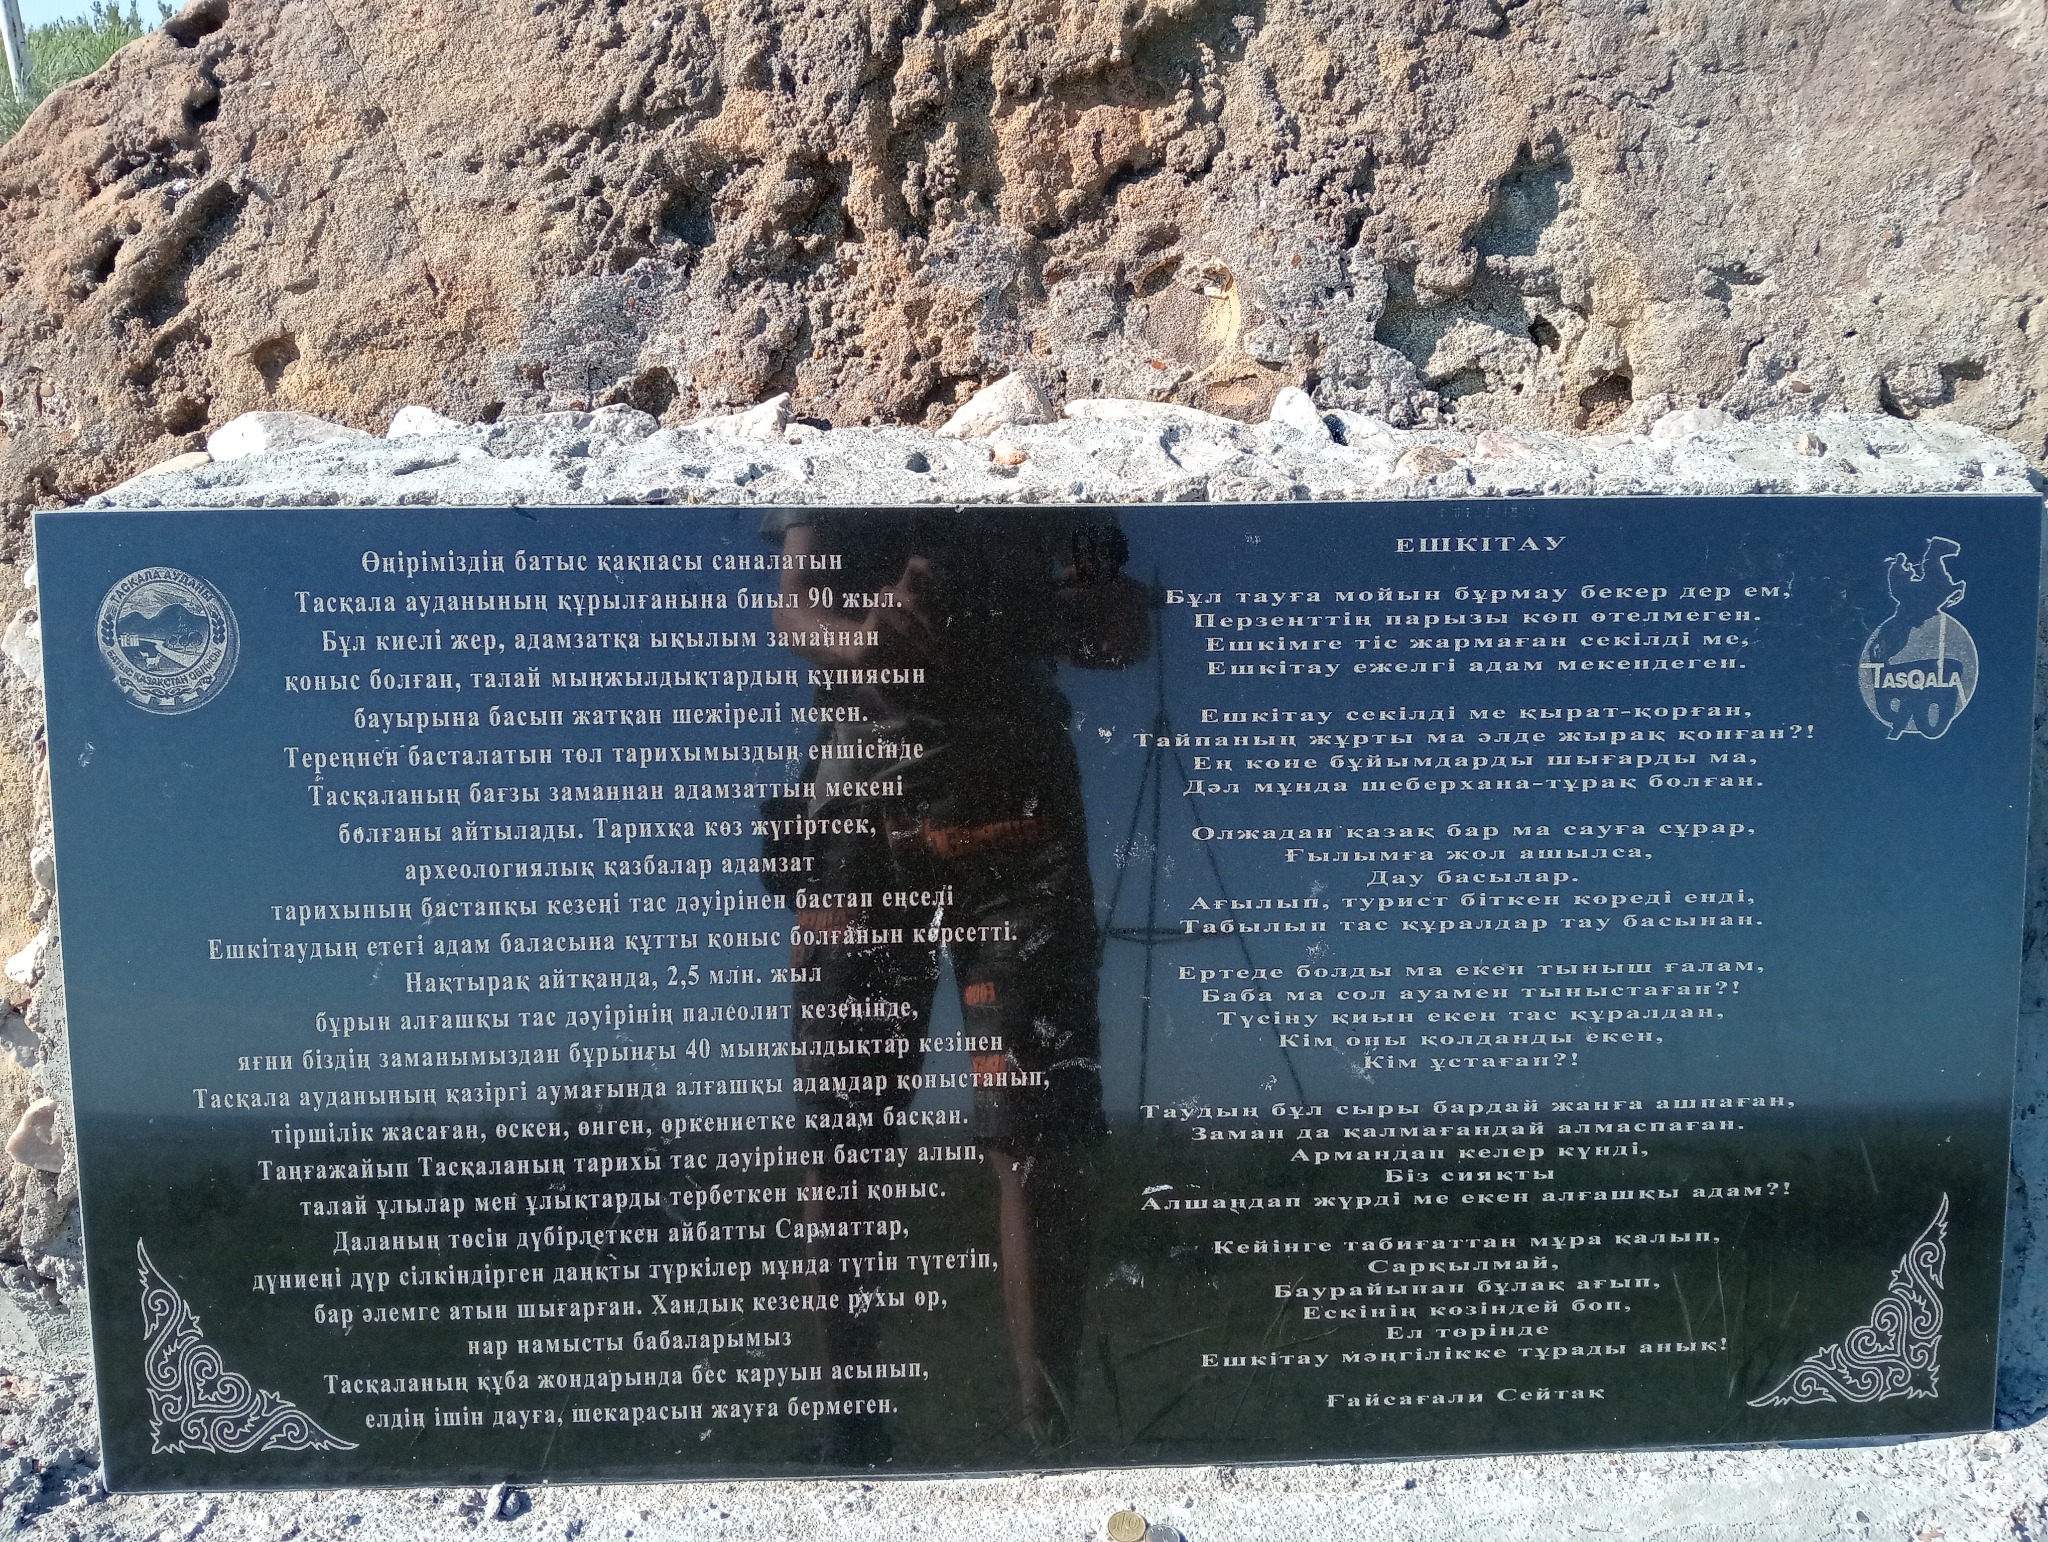 Өңіріміздің батыс қақпасы саналатын
Тасқала ауданының құрылғанына биыл 90 жыл.
Бұл киелі жер, адамзатқа ықылым заманнан
қоныс болған, талай мыңжылдықтардың құпиясын
бауырына басып жатқан шежірелі мекен.
Тереңнен басталатын төл тарихымыздың еншісінде
Тасқаланың бағзы заманнан адамзаттың мекені
болғаны айтылады. Тарихқа көз жүгіртсек,
археологиялық қазбалар адамзат
тарихының бастапқы кезеңі тас дәуірінен бастап еңселі
Ешкітаудың етегі адам баласына құтты қоныс болғанын көрсетті.
Нақтырақ айтқанда, 2,5 млн. жыл
бұрын алғашқы тас дәуірінің палеолит кезеңінде,
яғни біздің заманымыздан бұрынғы 40 мыңжылдықтар кезінен
Тасқала ауданының қазіргі аумағында алғашқы адамдар қоныстанып,
тіршілік жасаған, өскен, өнген, өркениетке қадам басқан.
Таңғажайып Тасқаланың тарихы тас дәуірінен бастау алып,
талай ұлылар мен ұлықтарды тербеткен киелі қоныс.
Даланың төсін дүбірлеткен айбатты Сарматтар,
дүниені дүр сілкіндірген даңқты түркілер мұнда түтін түтетіп,
бар әлемге атын шығарған. Хандық кезеңде рухы өр,
нар намысты бабаларымыз
Тасқаланың құба жондарында бес қаруын асынып,
елдің ішін дауға, шекарасын жауға бермеген.
ТАСҚАЛА АУДАНЫ
БАТЫС ҚАЗАҚСТАН ОБЛЫСЫ
ЕШКІТАУ
Бұл тауға мойын бұрмау бекер дер ем,
Перзенттің парызы көп өтелмеген.
Ешкімге тіс жармаған секілді ме,
Ешкітау ежелгі адам мекендеген.
Ешкітау секілді ме қырат-қорған,
Тайпаның жұрты ма әлде жырақ қонған?!
Ең көне бұйымдарды шығарды ма,
Дәл мұнда шеберхана-тұрақ болған.
Олжадан қазақ бар ма сауға сұрар,
Ғылымға жол ашылса,
Дау басылар.
Ағылып, турист біткен көреді енді,
Табылып тас құралдар тау басынан.
Ертеде болды ма екен тыныш ғалам,
Баба ма сол ауамен тыныстаған?!
Түсіну қиын екен тас құралдан,
Кім оны қолданды екен,
Кім ұстаған?!
Таудың бұл сыры бардай жанға ашпаған,
Заман да қалмағандай алмаспаған.
Армандап келер күнді,
Біз сияқты
Алшаңдап жүрді ме екен алғашқы адам?!
Кейінге табиғаттан мұра қалып,
Сарқылмай,
Баурайынан бұлақ ағып,
Ескінің көзіндей боп,
Ел төрінде
Ешкітау мәңгілікке тұрады анық!
Ғайсағали Сейтақ
TASQALA
90